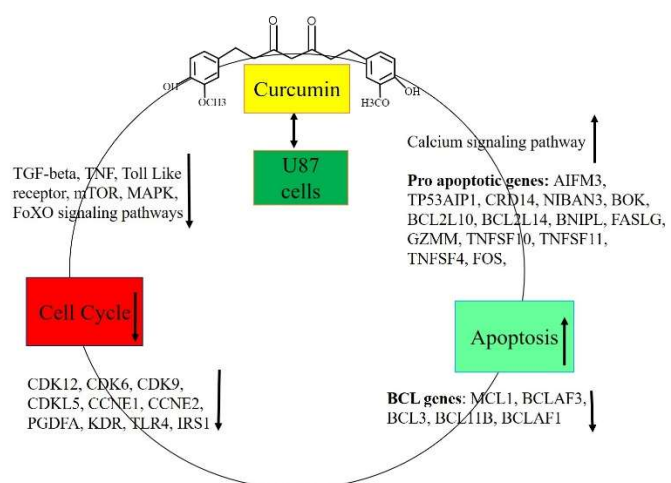 O O
OH
OCH3
H3CO
OH
Curcumin
U87
cells
TGF-beta, TNF, Toll Like
receptor, mTOR, MAPK,
FoXO signaling pathways
Calcium signaling pathway
Pro apoptotic genes: AIFM3,
TP53AIP1, CRD14, NIBAN3, BOK,
BCL2L10, BCL2L14, BNIPL, FASLG,
GZMM, TNFSF10, TNFSF11,
TNFSF4, FOS,
Cell Cycle
Apoptosis
CDK12, CDK6, CDK9,
CDKL5, CCNE1, CCNE2,
PGDFA, KDR, TLR4, IRS1
BCL genes: MCL1, BCLAF3,
BCL3, BCL11B, BCLAF1